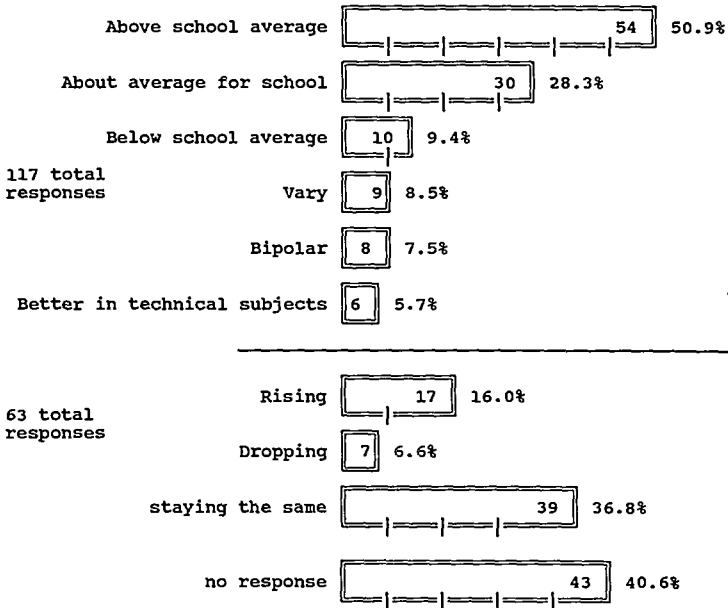 Above school average 54 50.9%
About average for school 30 28.3%
Below school average 10 9.4%
117 total
responses
Vary 9 8.5%
Bipolar 8 7.5%
Better in technical subjects 6 5.7%
Rising 17 16.0%
63 total
responses
Dropping 7 6.6%
staying the same 39 36.8%
no response 43 40.6%